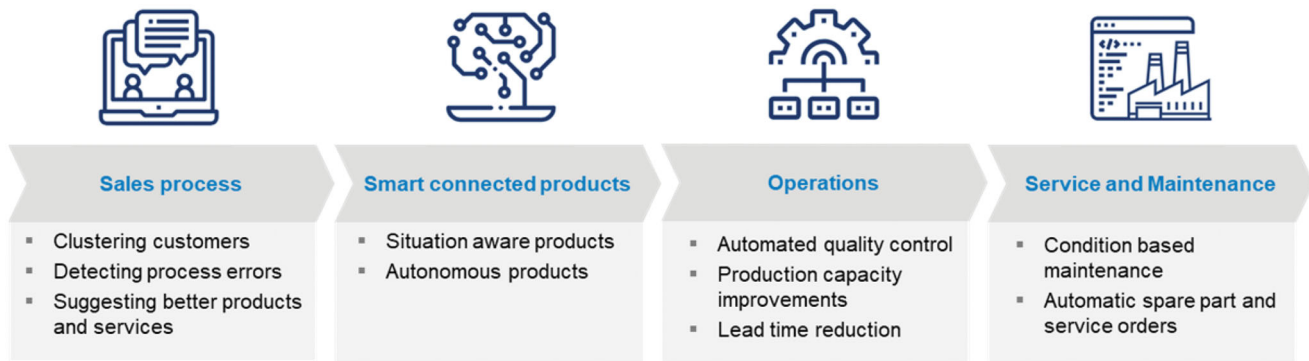 Sales process
Clustering customers
Detecting process errors
Suggesting better products
and services
Smart connected products
Situation aware products
Autonomous products
Operations
Automated quality control
Production capacity
improvements
Lead time reduction
Service and Maintenance
Condition based
maintenance
Automatic spare part and
service orders